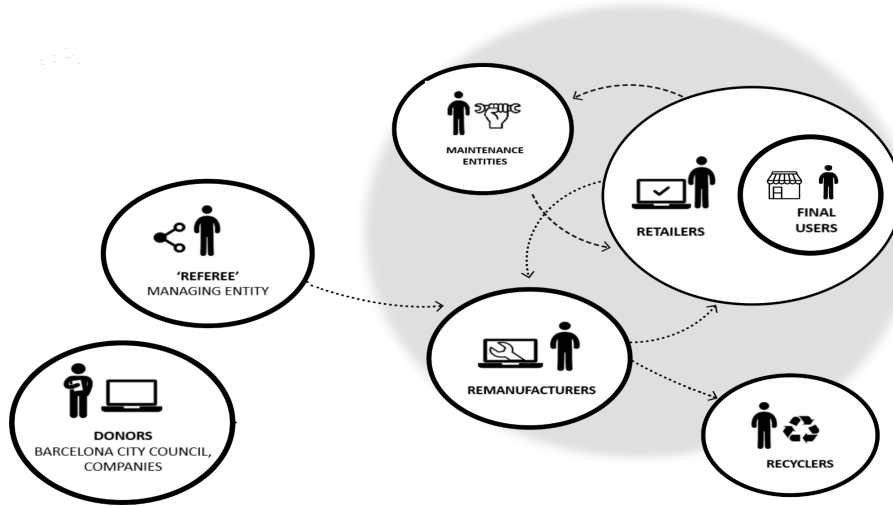 MAINTENANCE
ENTITIES
RETAILERS
FINAL
USERS
'REFEREE'
MANAGING ENTITY
REMANUFACTURERS
DONORS
BARCELONA CITY COUNCIL,
COMPANIES
RECYCLERS